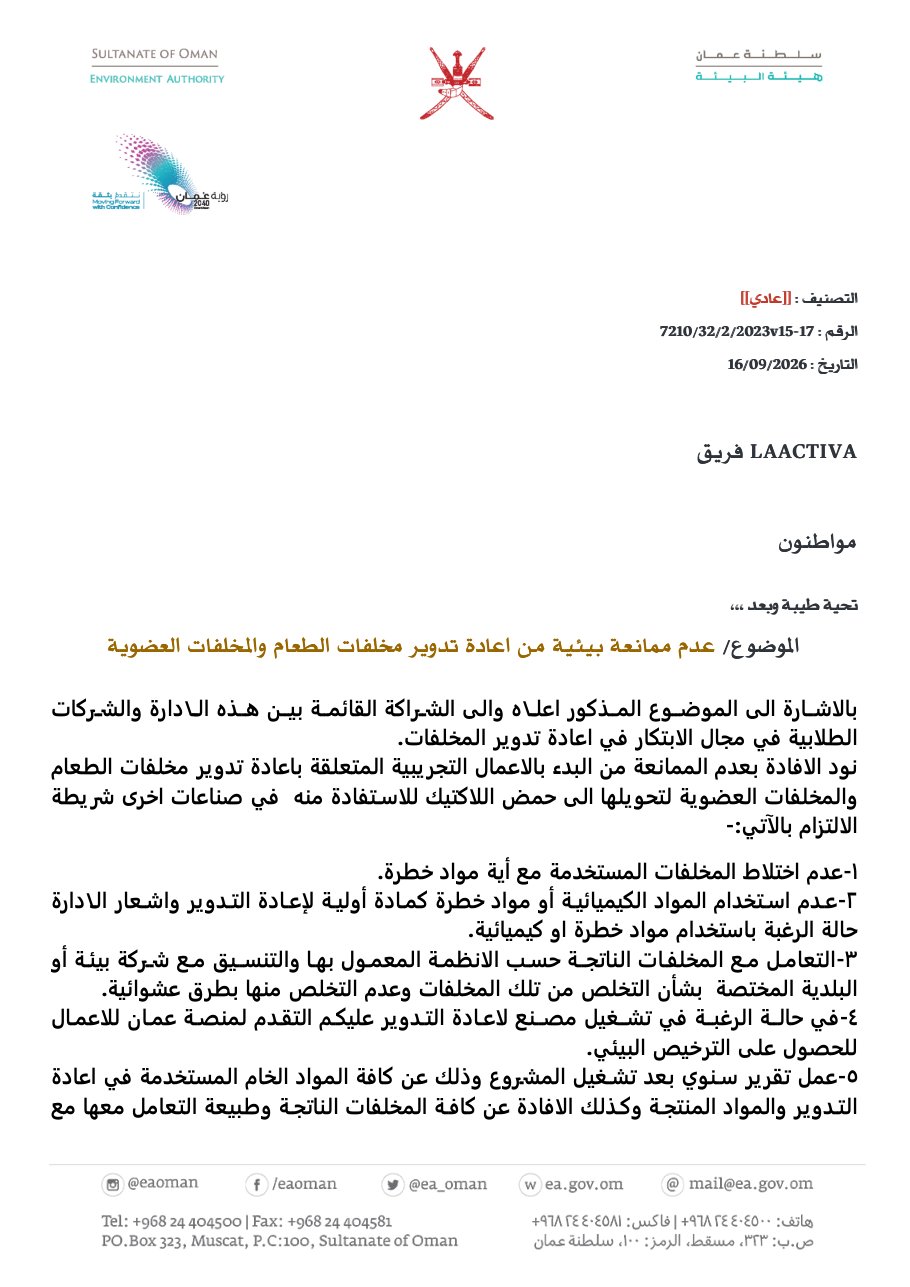 SULTANATE OF OMAN
ENVIRONMENT AUTHORITY
سلطنة عمان
هيئة البيئة
نتقدم بثقة
Moving Forward
with Confidence
رؤية عُمان
2040
التصنيف : [[عادي]]
الرقم : 7210/32/2/2023v15-17
التاريخ : 16/09/2026
LAACTIVA فريق
مواطنون
تحية طيبة وبعد ،،،
الموضوع/ عدم ممانعة بيئية من اعادة تدوير مخلفات الطعام والمخلفات العضوية
بالاشارة الى الموضوع المذكور اعلاه والى الشراكة القائمة بين هذه الادارة والشركات
الطلابية في مجال الابتكار في اعادة تدوير المخلفات.
نود الافادة بعدم الممانعة من البدء بالاعمال التجريبية المتعلقة باعادة تدوير مخلفات الطعام
والمخلفات العضوية لتحويلها الى حمض اللاكتيك للاستفادة منه في صناعات اخرى شريطة
الالتزام بالآتي:-
١-عدم اختلاط المخلفات المستخدمة مع أية مواد خطرة.
٢-عدم استخدام المواد الكيميائية أو مواد خطرة كمادة أولية لإعادة التدوير واشعار الادارة
حالة الرغبة باستخدام مواد خطرة او كيميائية.
٣-التعامل مع المخلفات الناتجة حسب الانظمة المعمول بها والتنسيق مع شركة بيئة أو
البلدية المختصة بشأن التخلص من تلك المخلفات وعدم التخلص منها بطرق عشوائية.
٤-في حالة الرغبة في تشغيل مصنع لاعادة التدوير عليكم التقدم لمنصة عمان للاعمال
للحصول على الترخيص البيئي.
٥-عمل تقرير سنوي بعد تشغيل المشروع وذلك عن كافة المواد الخام المستخدمة في اعادة
التدوير والمواد المنتجة وكذلك الافادة عن كافة المخلفات الناتجة وطبيعة التعامل معها مع
@eaoman /eaoman @ea_oman ea.gov.om mail@ea.gov.om
Tel: +968 24 404500 | Fax: +968 24 404581
PO.Box 323, Muscat, P.C:100, Sultanate of Oman
هاتف: ٢٤٤٠٤٥٠٠ ٩٦٨+ | فاكس: ٢٤٤٠٤٥٨١ ٩٦٨+
ص.ب: ٣٢٣، مسقط، الرمز: ١٠٠، سلطنة عمان